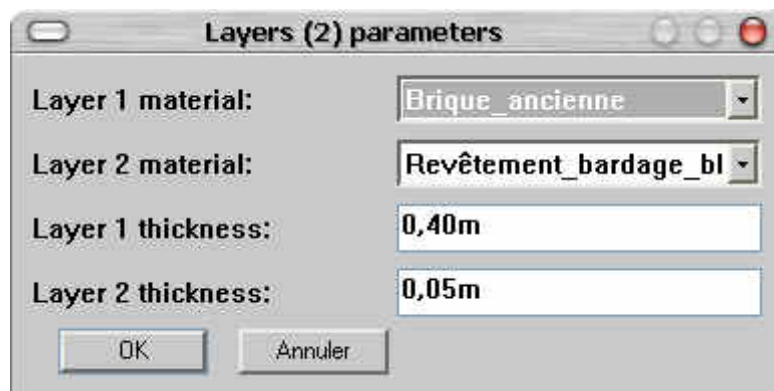 Layers (2) parameters
Layer 1 material: Brique_ancienne
Layer 2 material: Revêtement_bardage_bl
Layer 1 thickness: 0,40m
Layer 2 thickness: 0,05m
OK Annuler